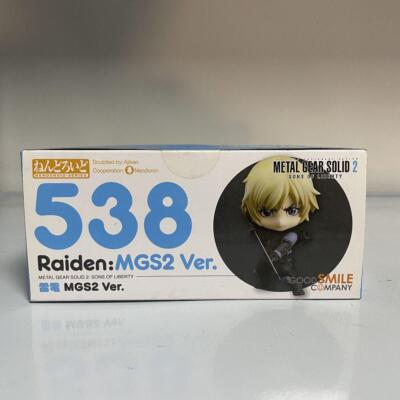 ねんどろいど
NENDOROID SERIES
Sculpted by Ajiken
Cooperation Nendoron
METAL GEAR SOLID 2
SONS OF LIBERTY
538
Raiden:MGS2 Ver.
METAL GEAR SOLID 2: SONS OF LIBERTY
雷電 MGS2 Ver.
GOOD SMILE
COMPANY